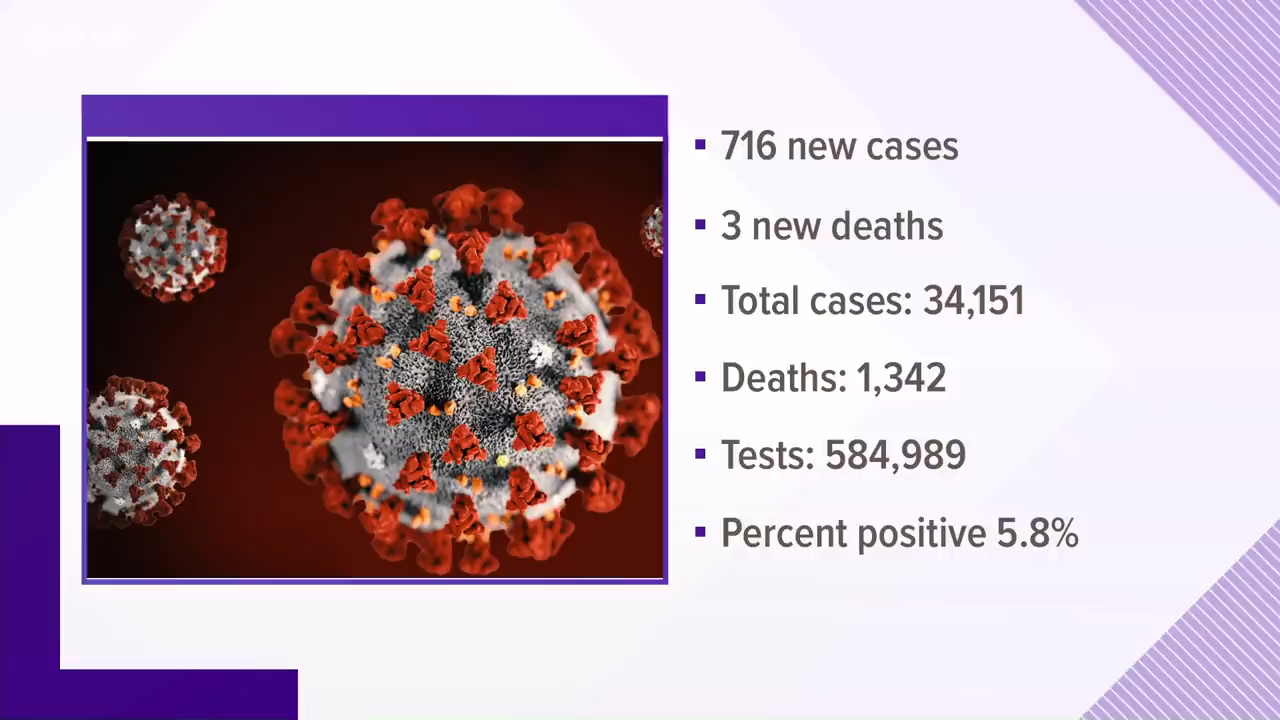 716 new cases
3 new deaths
Total cases: 34,151
Deaths: 1,342
Tests: 584,989
Percent positive 5.8%